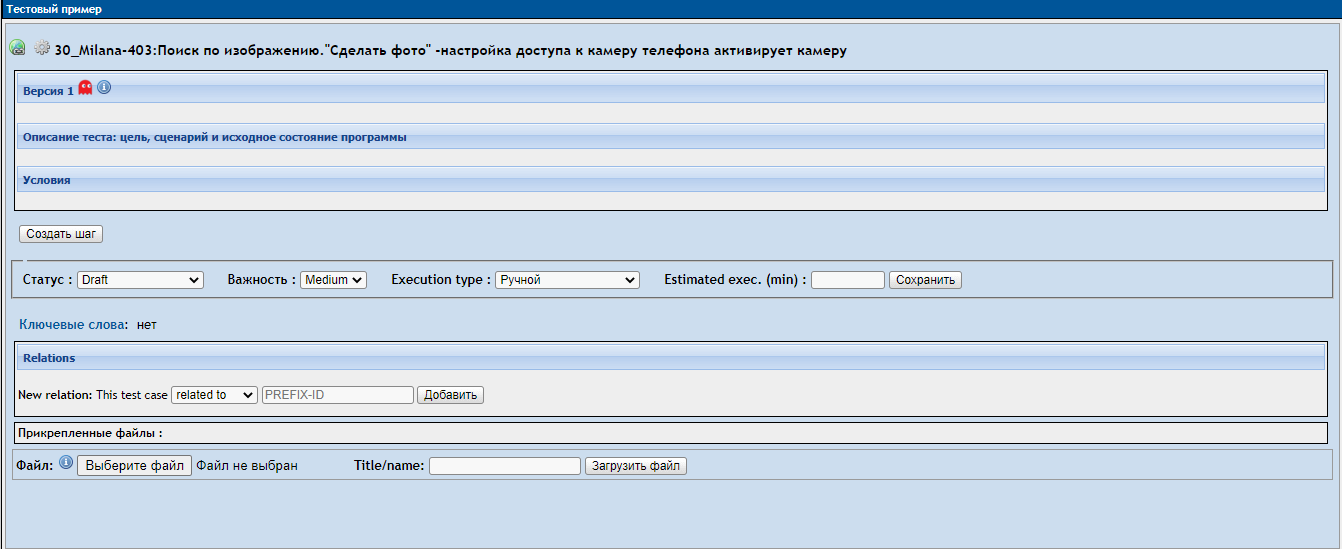 Тестовый пример
30_Milana-403:Поиск по изображению."Сделать фото" -настройка доступа к камеру телефона активирует камеру
Версия 1
Описание теста: цель, сценарий и исходное состояние программы
Условия
Создать шаг
Статус : Draft Важность : Medium Execution type : Ручной Estimated exec. (min) : Сохранить
Ключевые слова: нет
Relations
New relation: This test case related to PREFIX-ID Добавить
Прикрепленные файлы :
Файл: Выберите файл Файл не выбран Title/name: Загрузить файл